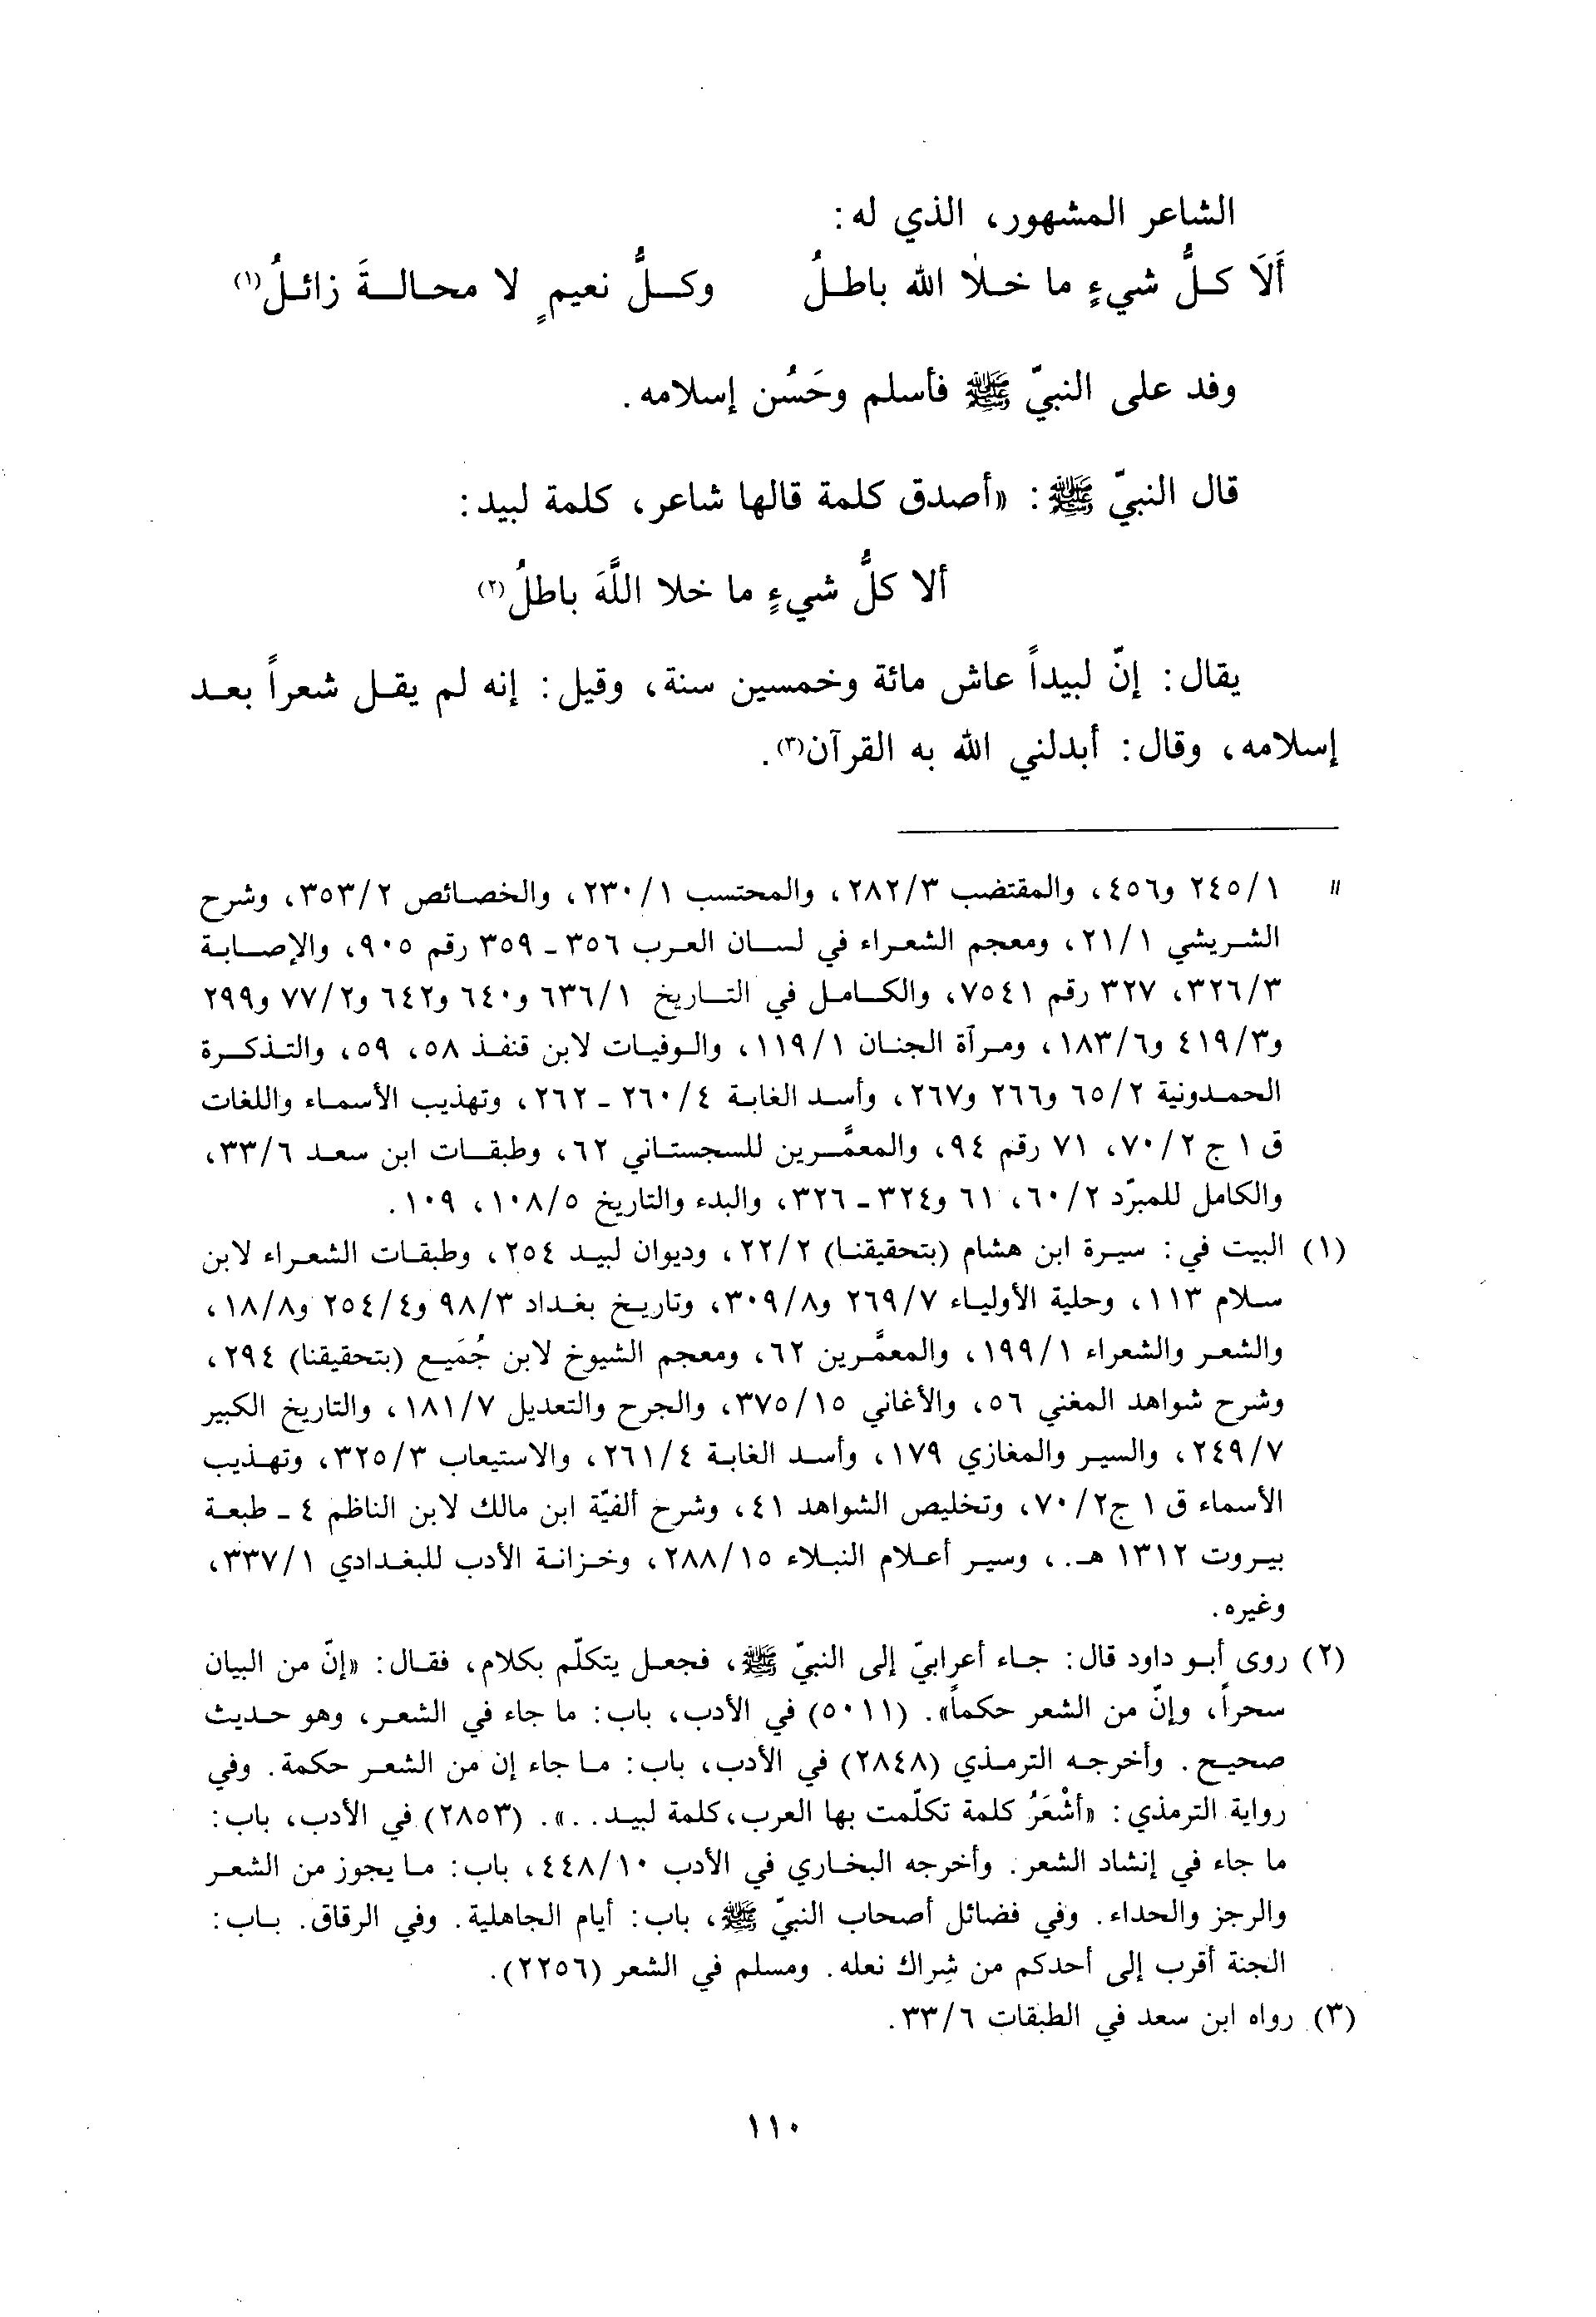 الشاعر المشهور، الذي له:
أَلَا كلُّ شيءٍ ما خلا الله باطلُ وكلُّ نعيمٍ لا محالةَ زائلُ(١)
وفد على النبيّ ﷺ فأسلم وحَسُن إسلامه.
قال النبيّ ﷺ: «أصدق كلمة قالها شاعر، كلمة لبيد:
ألا كلُّ شيءٍ ما خلا اللَّهَ باطلُ(٢)
يقال: إنّ لبيداً عاش مائة وخمسين سنة، وقيل: إنه لم يقل شعراً بعد
إسلامه، وقال: أبدلني الله به القرآن(٣).
= ٢٤٥/١ و٤٥٦، والمقتضب ٢٨٢/٣، والمحتسب ٢٣٠/١، والخصائص ٣٥٣/٢، وشرح
الشريشي ٢١/١، ومعجم الشعراء في لسان العرب ٣٥٦ - ٣٥٩ رقم ٩٠٥، والإصابة
٣٢٦/٣، ٣٢٧ رقم ٧٥٤١، والكامل في التاريخ ٦٣٦/١ و٦٤٠ و٦٤٢ و٧٧/٢ و٢٩٩
و٤١٩/٣ و١٨٣/٦، ومرآة الجنان ١١٩/١، والوفيات لابن قنفذ ٥٨، ٥٩، والتذكرة
الحمدونية ٦٥/٢ و٢٦٦ و٢٦٧، وأسد الغابة ٢٦٠/٤ - ٢٦٢، وتهذيب الأسماء واللغات
ق ١ ج ٧٠/٢، ٧١ رقم ٩٤، والمعمَّرين للسجستاني ٦٢، وطبقات ابن سعد ٣٣/٦،
والكامل للمبرّد ٦٠/٢، ٦١ و٣٢٤ - ٣٢٦، والبدء والتاريخ ١٠٨/٥، ١٠٩.
(١) البيت في: سيرة ابن هشام (بتحقيقنا) ٢٢/٢، وديوان لبيد ٢٥٤، وطبقات الشعراء لابن
سلام ١١٣، وحلية الأولياء ٢٦٩/٧ و٣٠٩/٨، وتاريخ بغداد ٩٨/٣ و٢٥٤/٤ و١٨/٨،
والشعر والشعراء ١٩٩/١، والمعمَّرين ٦٢، ومعجم الشيوخ لابن جُمَيع (بتحقيقنا) ٢٩٤،
وشرح شواهد المغني ٥٦، والأغاني ٣٧٥/١٥، والجرح والتعديل ١٨١/٧، والتاريخ الكبير
٢٤٩/٧، والسير والمغازي ١٧٩، وأسد الغابة ٢٦١/٤، والاستيعاب ٣٢٥/٣، وتهذيب
الأسماء ق ١ ج٧٠/٢، وتخليص الشواهد ٤١، وشرح ألفيّة ابن مالك لابن الناظم ٤ - طبعة
بيروت ١٣١٢ هـ.، وسير أعلام النبلاء ٢٨٨/١٥، وخزانة الأدب للبغدادي ٣٣٧/١،
وغيره.
(٢) روى أبو داود قال: جاء أعرابيّ إلى النبيّ ﷺ، فجعل يتكلّم بكلام، فقال: «إنّ من البيان
سحراً، وإنّ من الشعر حكماً». (٥٠١١) في الأدب، باب: ما جاء في الشعر، وهو حديث
صحيح. وأخرجه الترمذي (٢٨٤٨) في الأدب، باب: ما جاء إن من الشعر حكمة. وفي
رواية الترمذي: «أشْعَرُ كلمة تكلّمت بها العرب، كلمة لبيد...». (٢٨٥٣) في الأدب، باب:
ما جاء في إنشاد الشعر. وأخرجه البخاري في الأدب ٤٤٨/١٠، باب: ما يجوز من الشعر
والرجز والحداء. وفي فضائل أصحاب النبيّ ﷺ، باب: أيام الجاهلية. وفي الرقاق. باب:
الجنة أقرب إلى أحدكم من شِراك نعله. ومسلم في الشعر (٢٢٥٦).
(٣) رواه ابن سعد في الطبقات ٣٣/٦.
١١٠